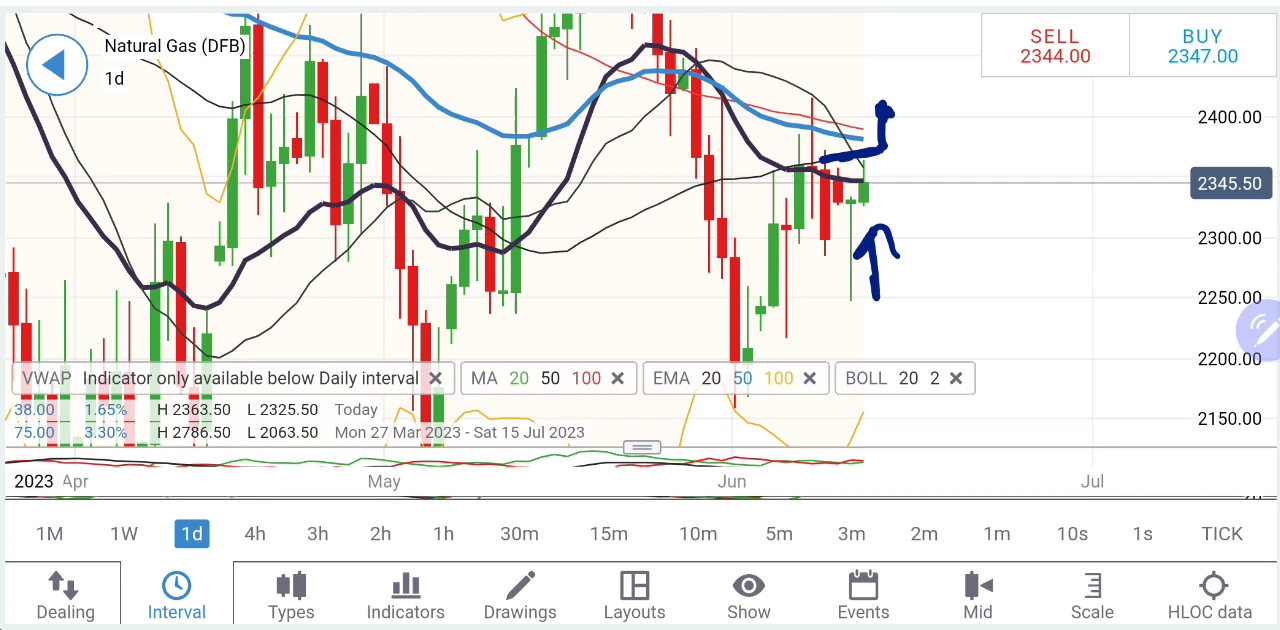 Natural Gas (DFB)
1d
SELL
2344.00
BUY
2347.00
2400.00
2345.50
2300.00
2250.00
2200.00
2150.00
VWAP Indicator only available below Daily interval ✕ MA 20 50 100 ✕ EMA 20 50 100 ✕ BOLL 20 2 ✕
38.00 1.65% H 2363.50 L 2325.50 Today
75.00 3.30% H 2786.50 L 2063.50 Mon 27 Mar 2023 - Sat 15 Jul 2023
2023 Apr May Jun Jul
1M 1W 1d 4h 3h 2h 1h 30m 15m 10m 5m 3m 2m 1m 10s 1s TICK
Dealing Interval Types Indicators Drawings Layouts Show Events Mid Scale HLOC data